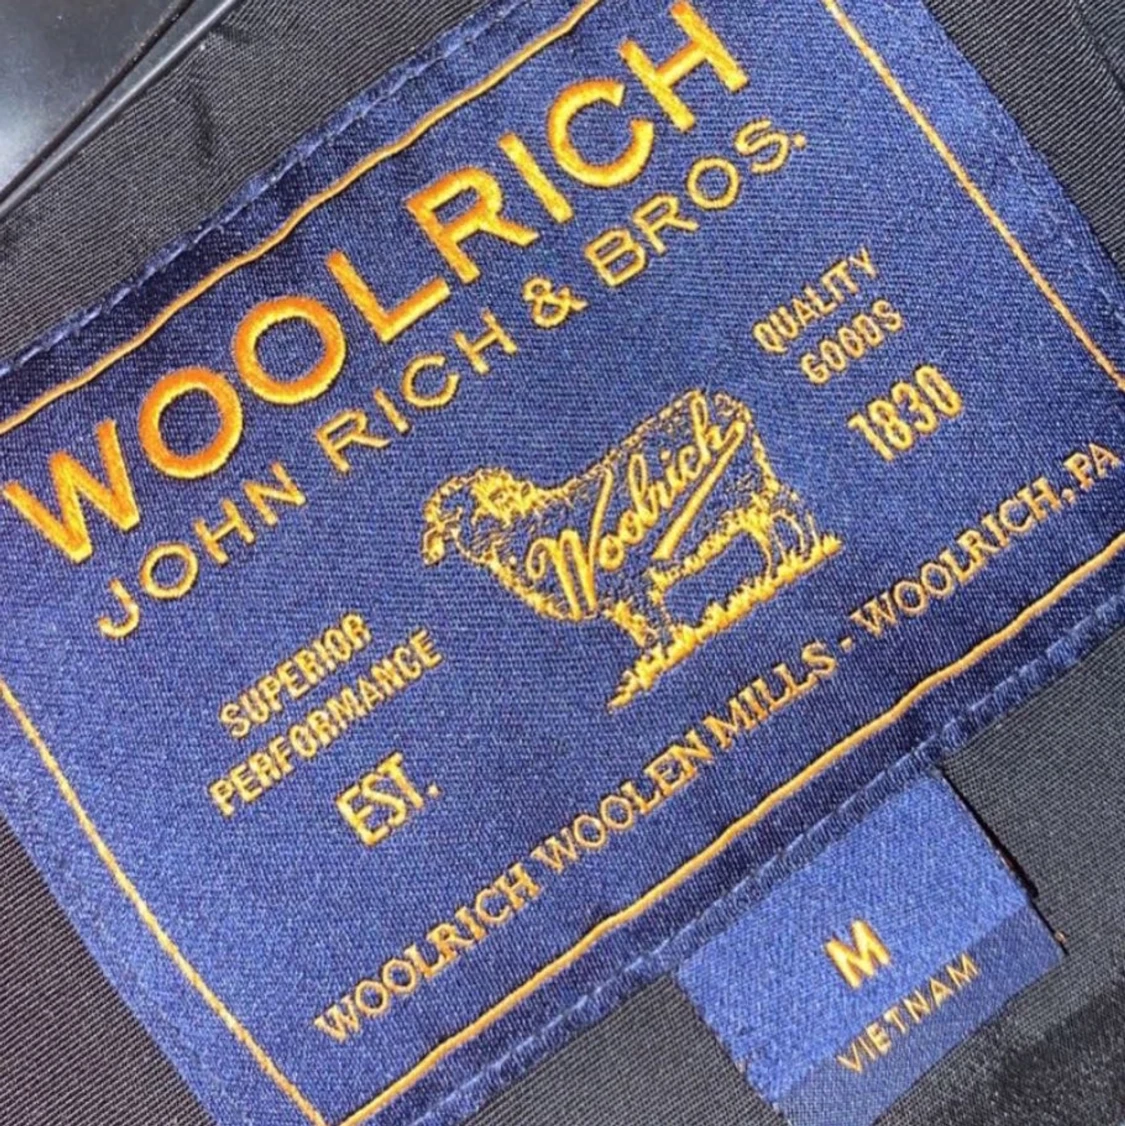 WOOLRICH
JOHN RICH & BROS.
SUPERIOR
PERFORMANCE
EST.
Woolrich
QUALITY
GOODS
1830
WOOLRICH WOOLEN MILLS - WOOLRICH, PA
M
VIETNAM